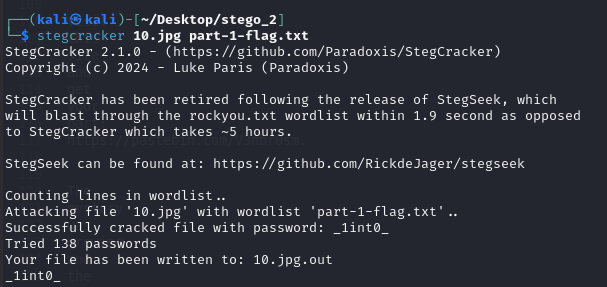 ┌──(kali㉿kali)-[~/Desktop/stego_2]
└─$ stegcracker 10.jpg part-1-flag.txt
StegCracker 2.1.0 - (https://github.com/Paradoxis/StegCracker)
Copyright (c) 2024 - Luke Paris (Paradoxis)
StegCracker has been retired following the release of StegSeek, which
will blast through the rockyou.txt wordlist within 1.9 second as opposed
to StegCracker which takes ~5 hours.
StegSeek can be found at: https://github.com/RickdeJager/stegseek
Counting lines in wordlist..
Attacking file '10.jpg' with wordlist 'part-1-flag.txt'..
Successfully cracked file with password: _1int0_
Tried 138 passwords
Your file has been written to: 10.jpg.out
_1int0_